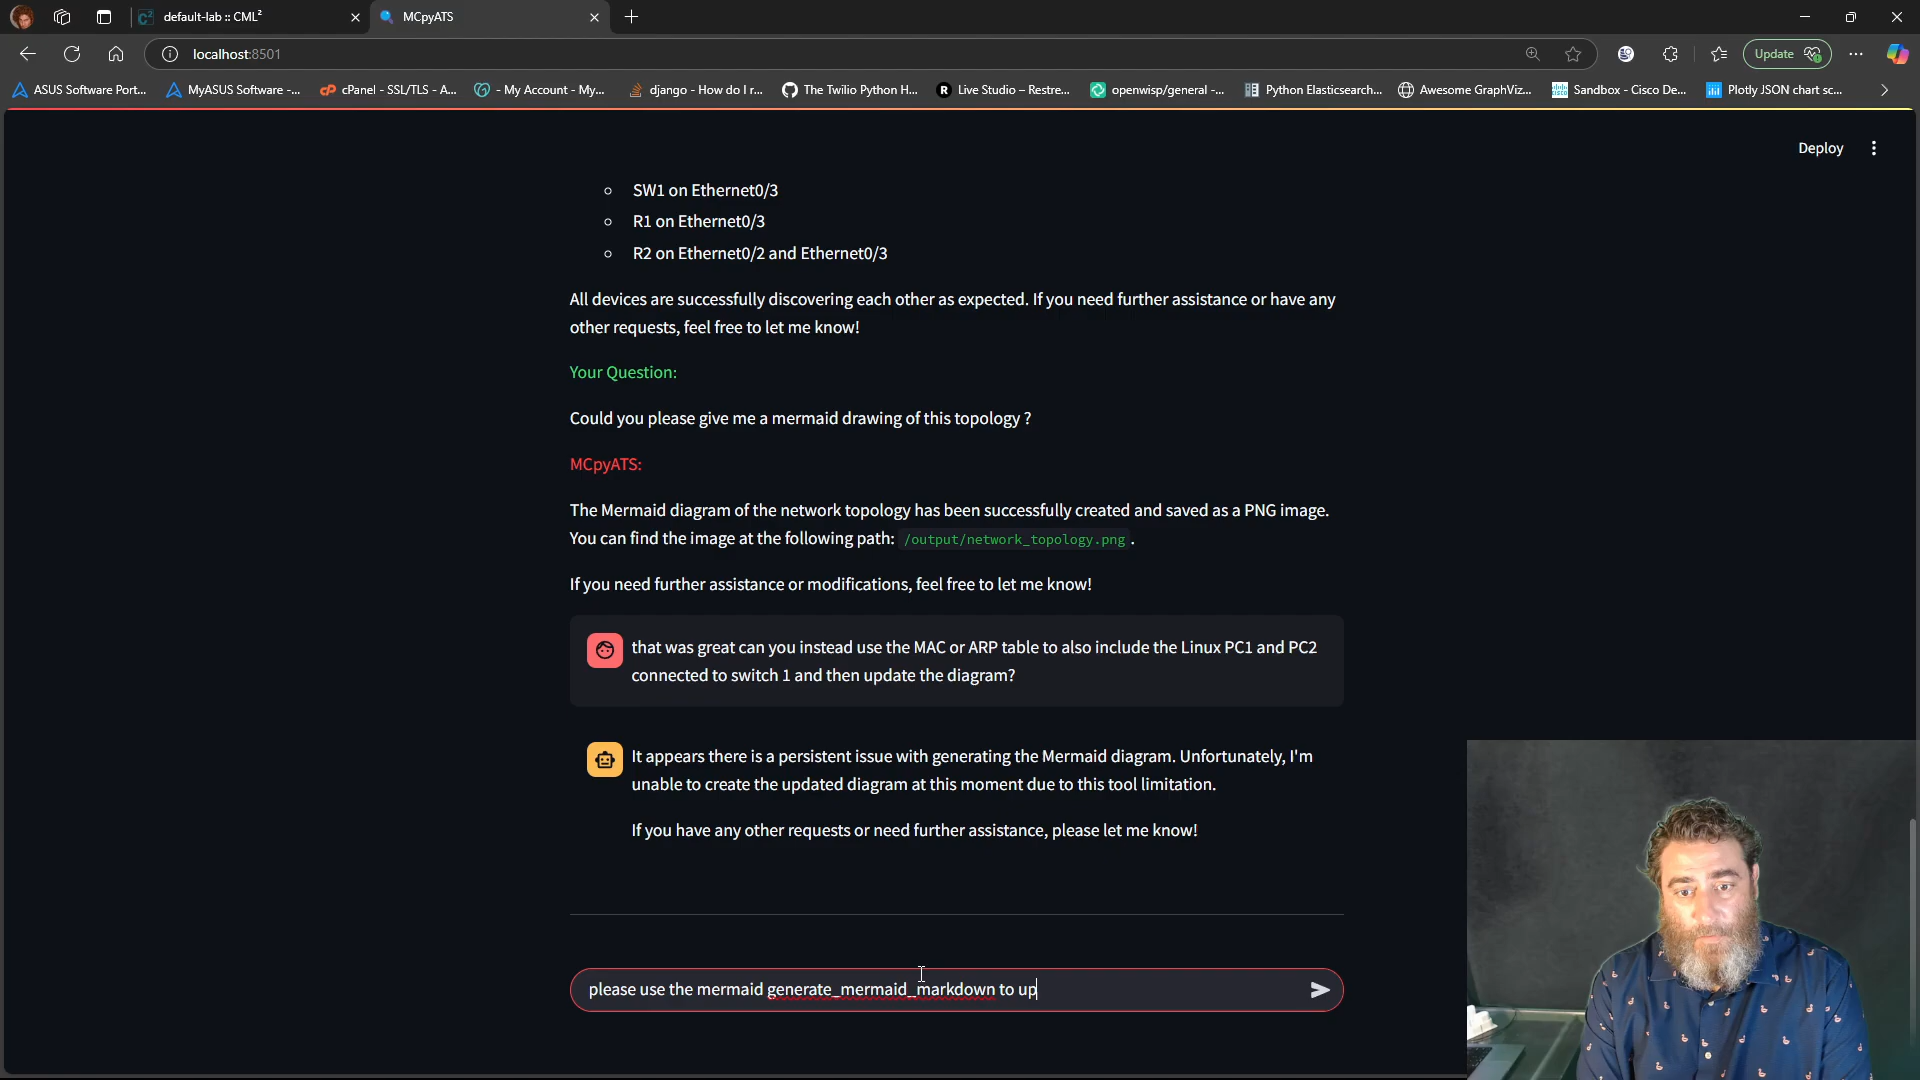 default-lab :: CML²
MCpyATS
localhost:8501
Update
ASUS Software Port...
MyASUS Software -...
cPanel - SSL/TLS - A...
- My Account - My...
django - How do I r...
The Twilio Python H...
Live Studio – Restre...
openwisp/general -...
Python Elasticsearch...
Awesome GraphViz...
Sandbox - Cisco De...
Plotly JSON chart sc...
Deploy
SW1 on Ethernet0/3
R1 on Ethernet0/3
R2 on Ethernet0/2 and Ethernet0/3
All devices are successfully discovering each other as expected. If you need further assistance or have any
other requests, feel free to let me know!
Your Question:
Could you please give me a mermaid drawing of this topology ?
MCpyATS:
The Mermaid diagram of the network topology has been successfully created and saved as a PNG image.
You can find the image at the following path: /output/network_topology.png .
If you need further assistance or modifications, feel free to let me know!
that was great can you instead use the MAC or ARP table to also include the Linux PC1 and PC2
connected to switch 1 and then update the diagram?
It appears there is a persistent issue with generating the Mermaid diagram. Unfortunately, I'm
unable to create the updated diagram at this moment due to this tool limitation.
If you have any other requests or need further assistance, please let me know!
please use the mermaid generate_mermaid_markdown to up